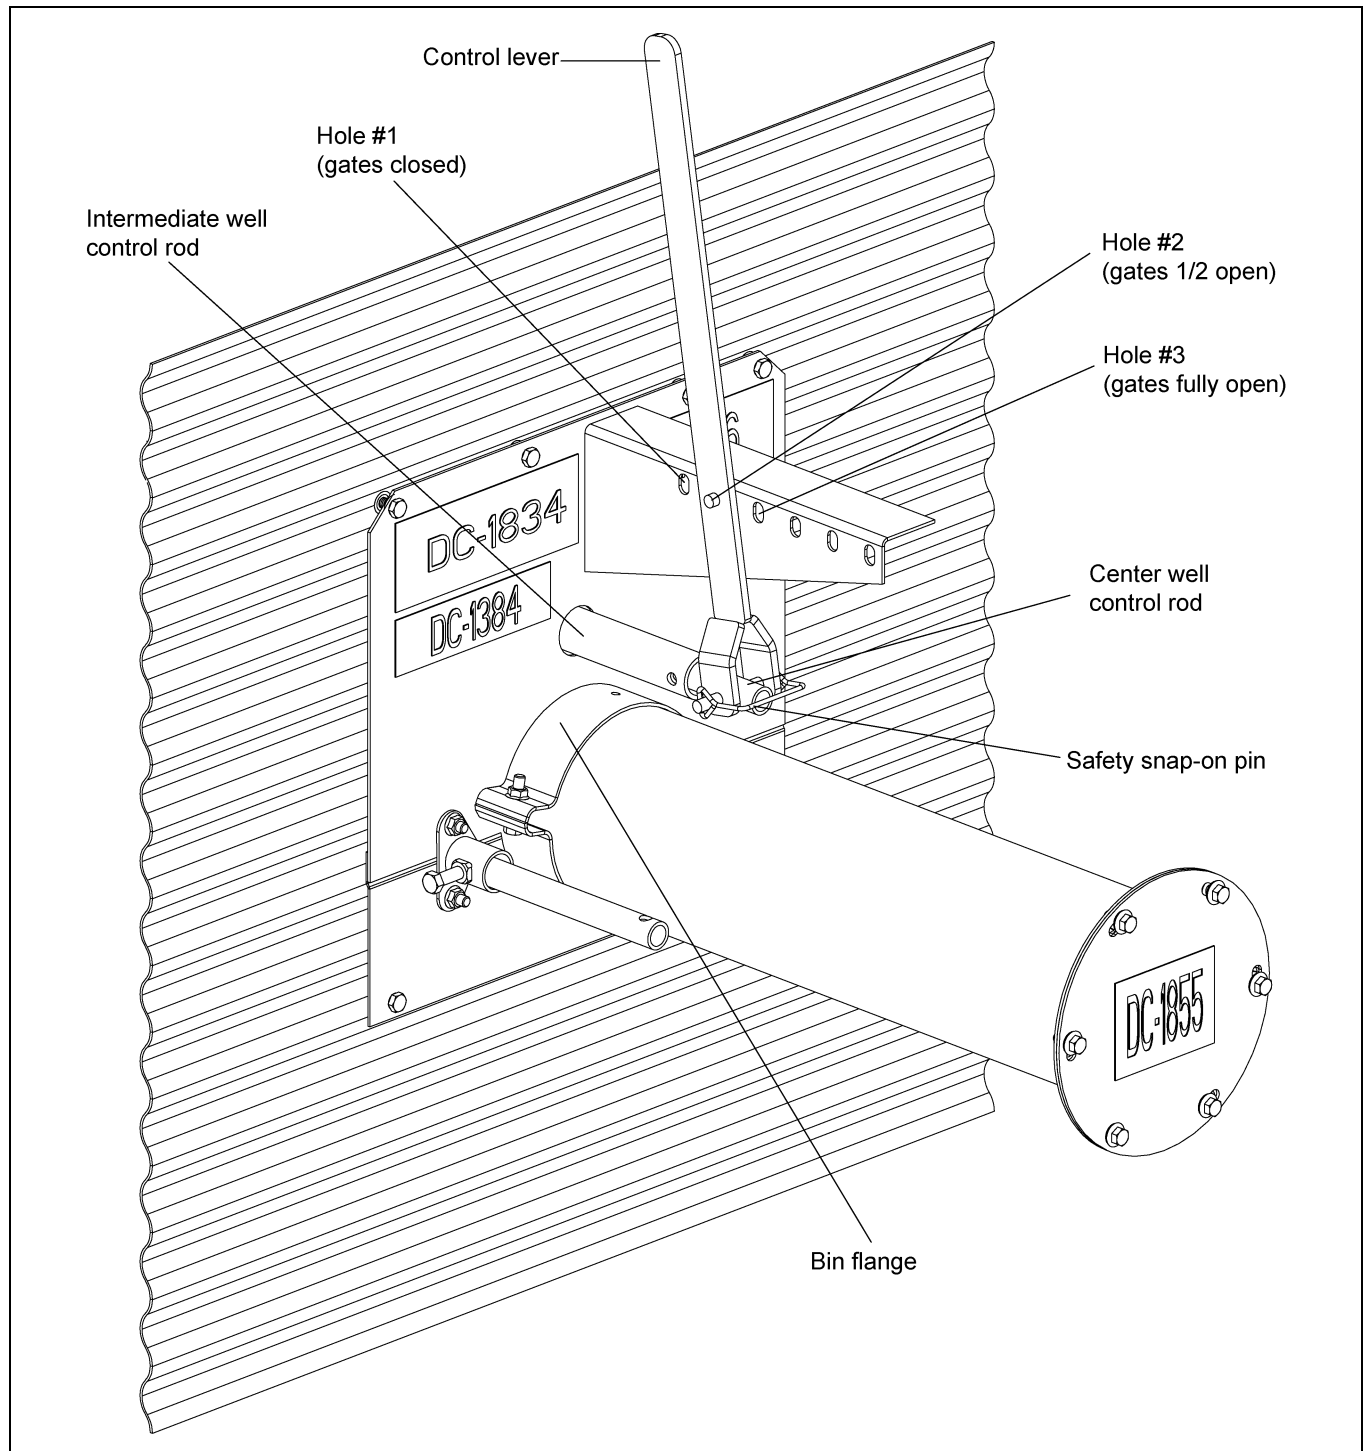 Control lever
Hole #1
(gates closed)
Intermediate well
control rod
Hole #2
(gates 1/2 open)
Hole #3
(gates fully open)
DC-1834
DC-1384
Center well
control rod
Safety snap-on pin
DC-1855
Bin flange